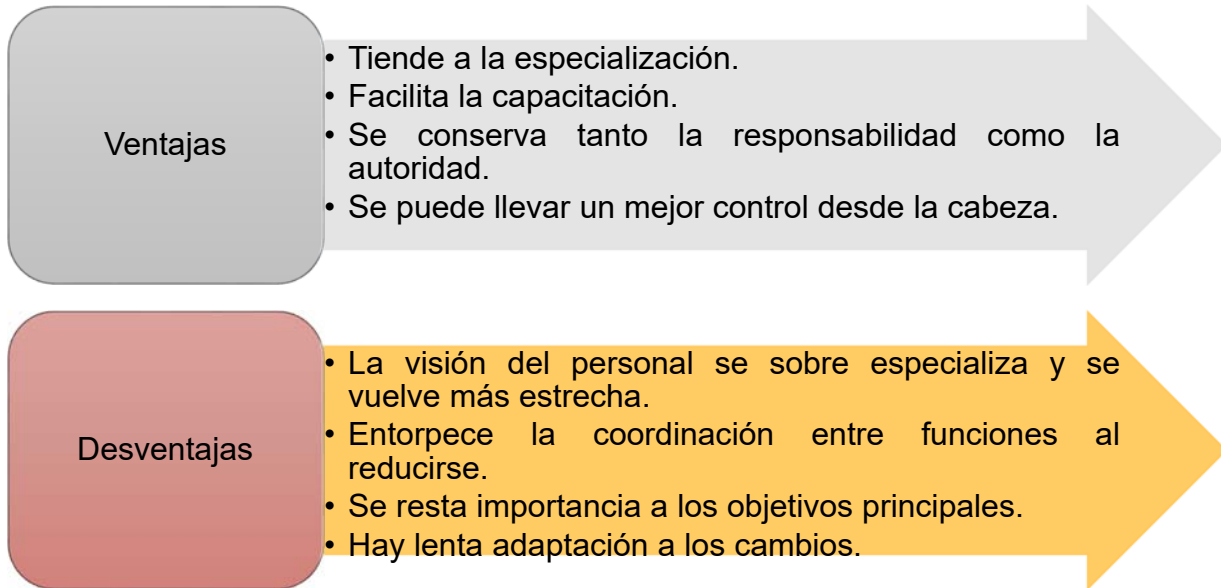 Ventajas
• Tiende a la especialización.
• Facilita la capacitación.
• Se conserva tanto la responsabilidad como la
autoridad.
• Se puede llevar un mejor control desde la cabeza.
Desventajas
• La visión del personal se sobre especializa y se
vuelve más estrecha.
• Entorpece la coordinación entre funciones al
reducirse.
• Se resta importancia a los objetivos principales.
• Hay lenta adaptación a los cambios.